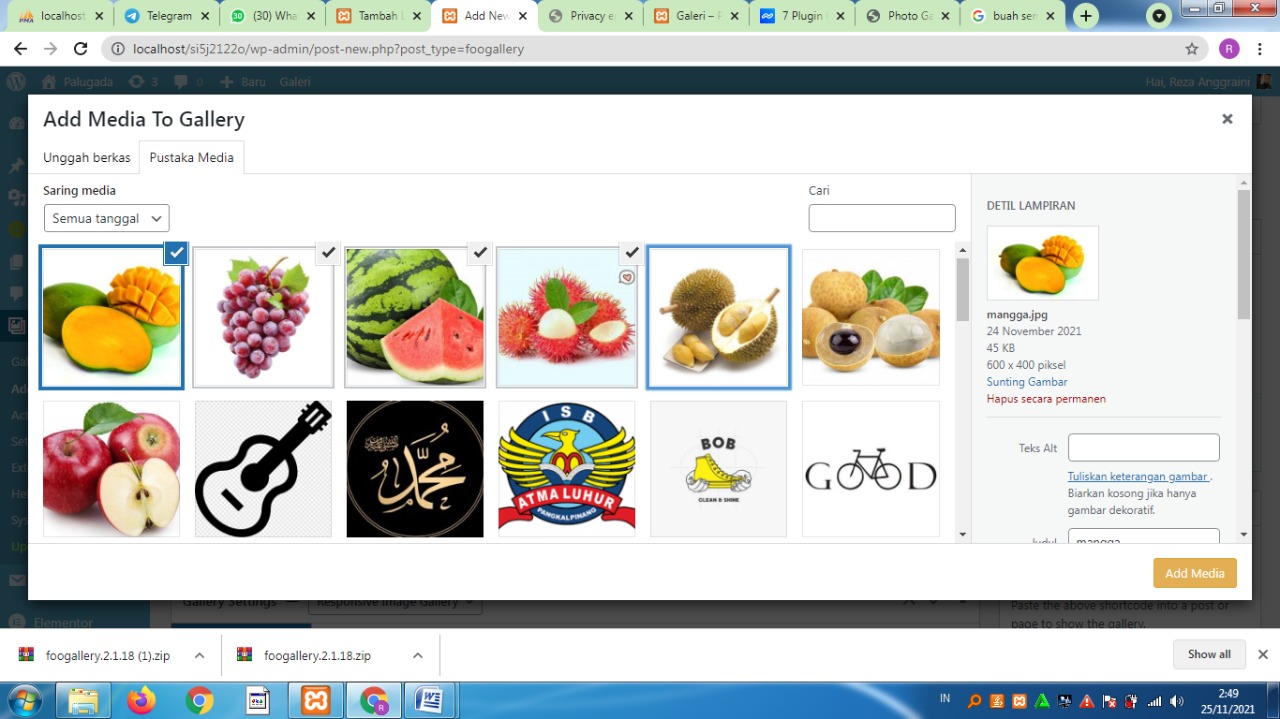 localhost
Telegram
(30) Wha
Tambah L
Add New
Privacy e
Galeri – P
7 Plugin
Photo Ga
buah ser
localhost/si5j2122o/wp-admin/post-new.php?post_type=foogallery
R
Palugada
3
0
Baru
Galeri
Hai, Reza Anggraini
Add Media To Gallery
Unggah berkas
Pustaka Media
Saring media
Semua tanggal
Cari
DETIL LAMPIRAN
mangga.jpg
24 November 2021
45 KB
600 x 400 piksel
Sunting Gambar
Hapus secara permanen
Teks Alt
Tuliskan keterangan gambar .
Biarkan kosong jika hanya
gambar dekoratif.
Judul
mangga
محمد
ISB
ATMA LUHUR
PANGKALPINANG
BOB
CLEAN & SHINE
GOOD
Add Media
Gallery Settings —
Responsive Image Gallery
Paste the above shortcode into a post or
page to show the gallery.
Elementor
foogallery.2.1.18 (1).zip
foogallery.2.1.18.zip
Show all
IN
2:49
25/11/2021